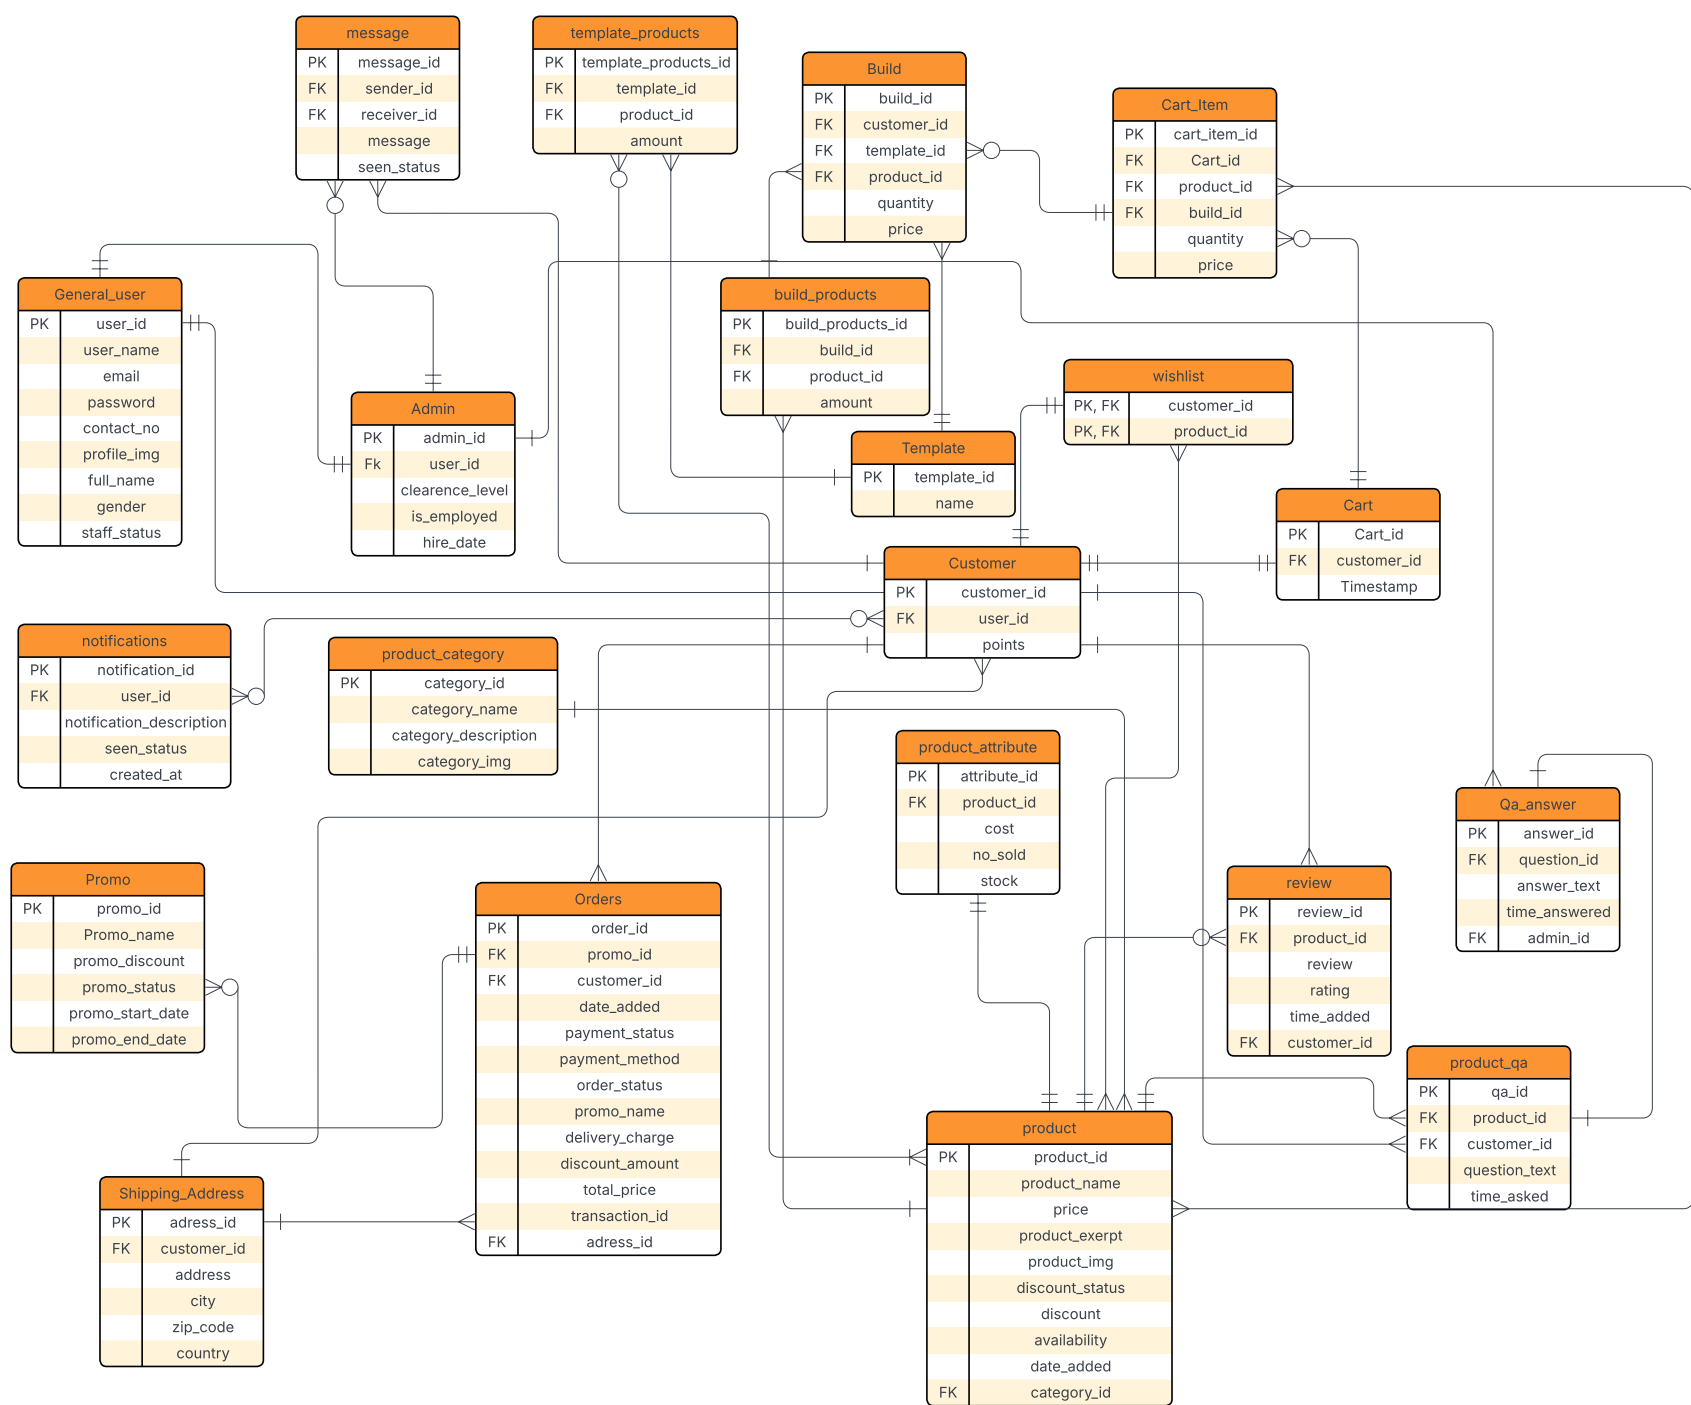 message
PK message_id
FK sender_id
FK receiver_id
message
seen_status
template_products
PK template_products_id
FK template_id
FK product_id
amount
Build
PK build_id
FK customer_id
FK template_id
FK product_id
quantity
price
Cart_Item
PK cart_item_id
FK Cart_id
FK product_id
FK build_id
quantity
price
General_user
PK user_id
user_name
email
password
contact_no
profile_img
full_name
gender
staff_status
build_products
PK build_products_id
FK build_id
FK product_id
amount
wishlist
PK, FK customer_id
PK, FK product_id
Admin
PK admin_id
Fk user_id
clearence_level
is_employed
hire_date
Template
PK template_id
name
Cart
PK Cart_id
FK customer_id
Timestamp
Customer
PK customer_id
FK user_id
points
notifications
PK notification_id
FK user_id
notification_description
seen_status
created_at
product_category
PK category_id
category_name
category_description
category_img
product_attribute
PK attribute_id
FK product_id
cost
no_sold
stock
Qa_answer
PK answer_id
FK question_id
answer_text
time_answered
FK admin_id
Promo
PK promo_id
Promo_name
promo_discount
promo_status
promo_start_date
promo_end_date
Orders
PK order_id
FK promo_id
FK customer_id
date_added
payment_status
payment_method
order_status
promo_name
delivery_charge
discount_amount
total_price
transaction_id
FK adress_id
review
PK review_id
FK product_id
review
rating
time_added
FK customer_id
product_qa
PK qa_id
FK product_id
FK customer_id
question_text
time_asked
Shipping_Address
PK adress_id
FK customer_id
address
city
zip_code
country
product
PK product_id
product_name
price
product_exerpt
product_img
discount_status
discount
availability
date_added
FK category_id